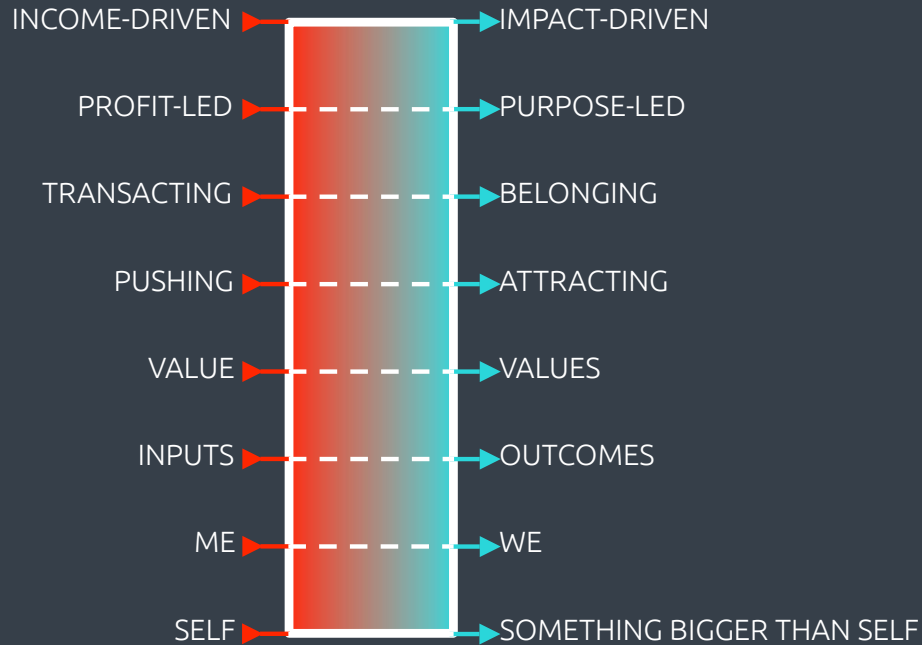 INCOME-DRIVEN IMPACT-DRIVEN
PROFIT-LED PURPOSE-LED
TRANSACTING BELONGING
PUSHING ATTRACTING
VALUE VALUES
INPUTS OUTCOMES
ME WE
SELF SOMETHING BIGGER THAN SELF